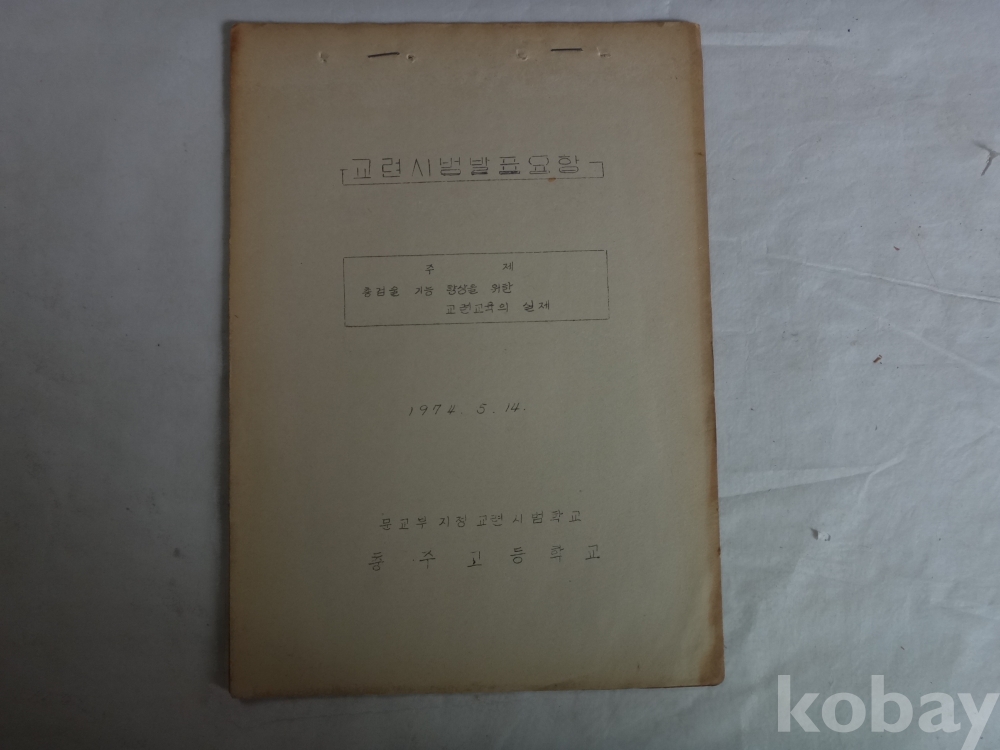 교련시범발표요항
주 제
총검술 기능 향상을 위한
교련교육의 실제
1974. 5. 14.
문교부 지정 교련시범학교
충주고등학교
kobay